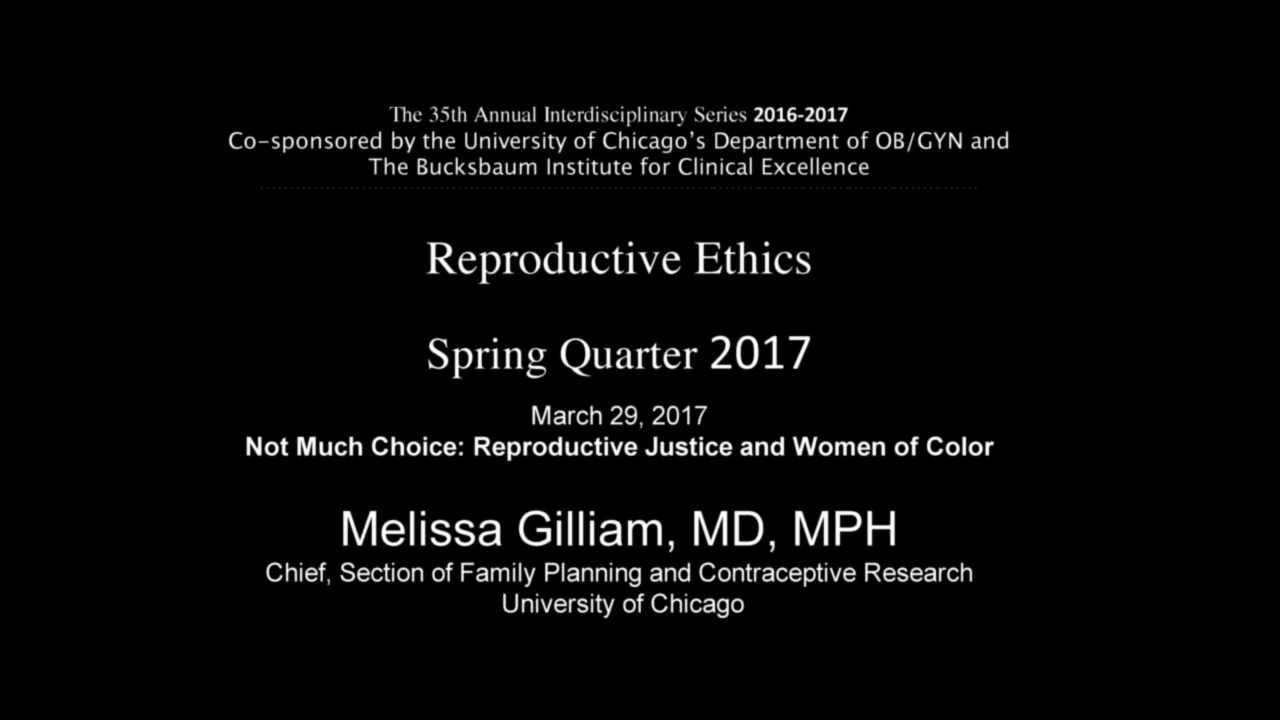 The 35th Annual Interdisciplinary Series 2016-2017
Co-sponsored by the University of Chicago's Department of OB/GYN and
The Bucksbaum Institute for Clinical Excellence
Reproductive Ethics
Spring Quarter 2017
March 29, 2017
Not Much Choice: Reproductive Justice and Women of Color
Melissa Gilliam, MD, MPH
Chief, Section of Family Planning and Contraceptive Research
University of Chicago